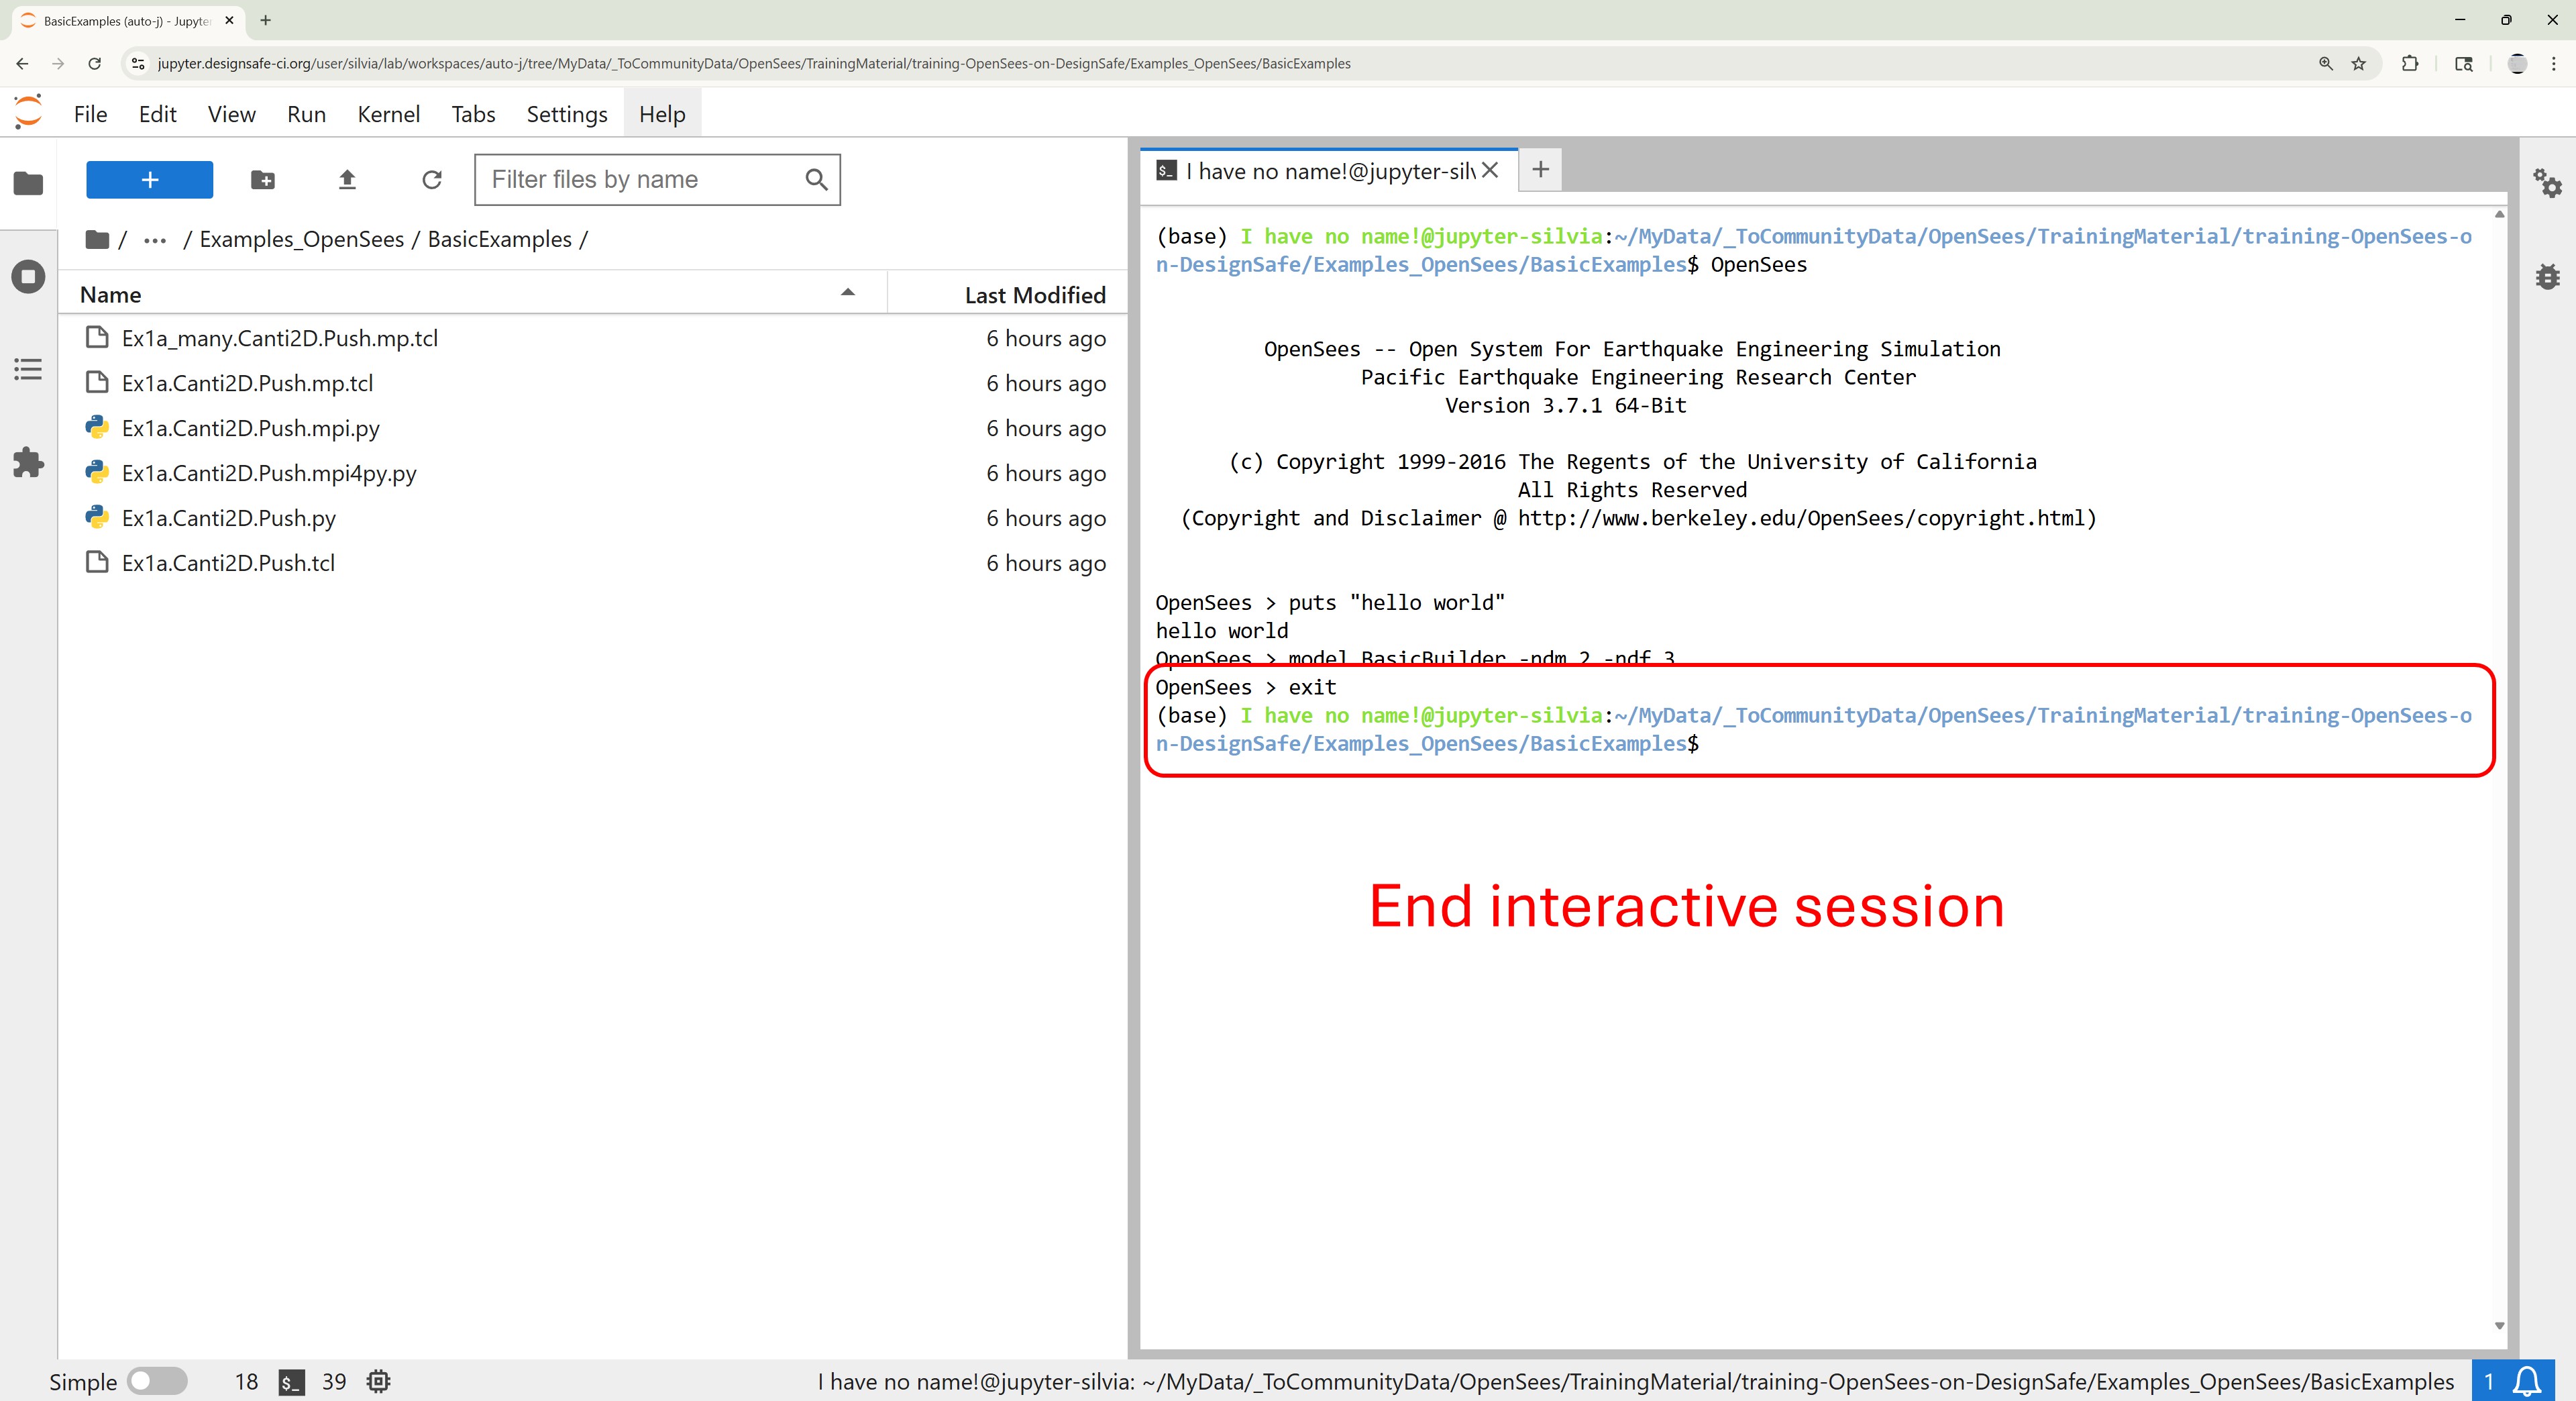 BasicExamples (auto-j) - Jupyte
jupyter.designsafe-ci.org/user/silvia/lab/workspaces/auto-j/tree/MyData/_ToCommunityData/OpenSees/TrainingMaterial/training-OpenSees-on-DesignSafe/Examples_OpenSees/BasicExamples
File Edit View Run Kernel Tabs Settings Help
Filter files by name
/ ... / Examples_OpenSees / BasicExamples /
Name Last Modified
Ex1a_many.Canti2D.Push.mp.tcl 6 hours ago
Ex1a.Canti2D.Push.mp.tcl 6 hours ago
Ex1a.Canti2D.Push.mpi.py 6 hours ago
Ex1a.Canti2D.Push.mpi4py.py 6 hours ago
Ex1a.Canti2D.Push.py 6 hours ago
Ex1a.Canti2D.Push.tcl 6 hours ago
I have no name!@jupyter-silv
(base) I have no name!@jupyter-silvia:~/MyData/_ToCommunityData/OpenSees/TrainingMaterial/training-OpenSees-o
n-DesignSafe/Examples_OpenSees/BasicExamples$ OpenSees
OpenSees -- Open System For Earthquake Engineering Simulation
Pacific Earthquake Engineering Research Center
Version 3.7.1 64-Bit
(c) Copyright 1999-2016 The Regents of the University of California
All Rights Reserved
(Copyright and Disclaimer @ http://www.berkeley.edu/OpenSees/copyright.html)
OpenSees > puts "hello world"
hello world
OpenSees > model BasicBuilder -ndm 2 -ndf 3
OpenSees > exit
(base) I have no name!@jupyter-silvia:~/MyData/_ToCommunityData/OpenSees/TrainingMaterial/training-OpenSees-o
n-DesignSafe/Examples_OpenSees/BasicExamples$
End interactive session
Simple 18 $_ 39 I have no name!@jupyter-silvia: ~/MyData/_ToCommunityData/OpenSees/TrainingMaterial/training-OpenSees-on-DesignSafe/Examples_OpenSees/BasicExamples 1